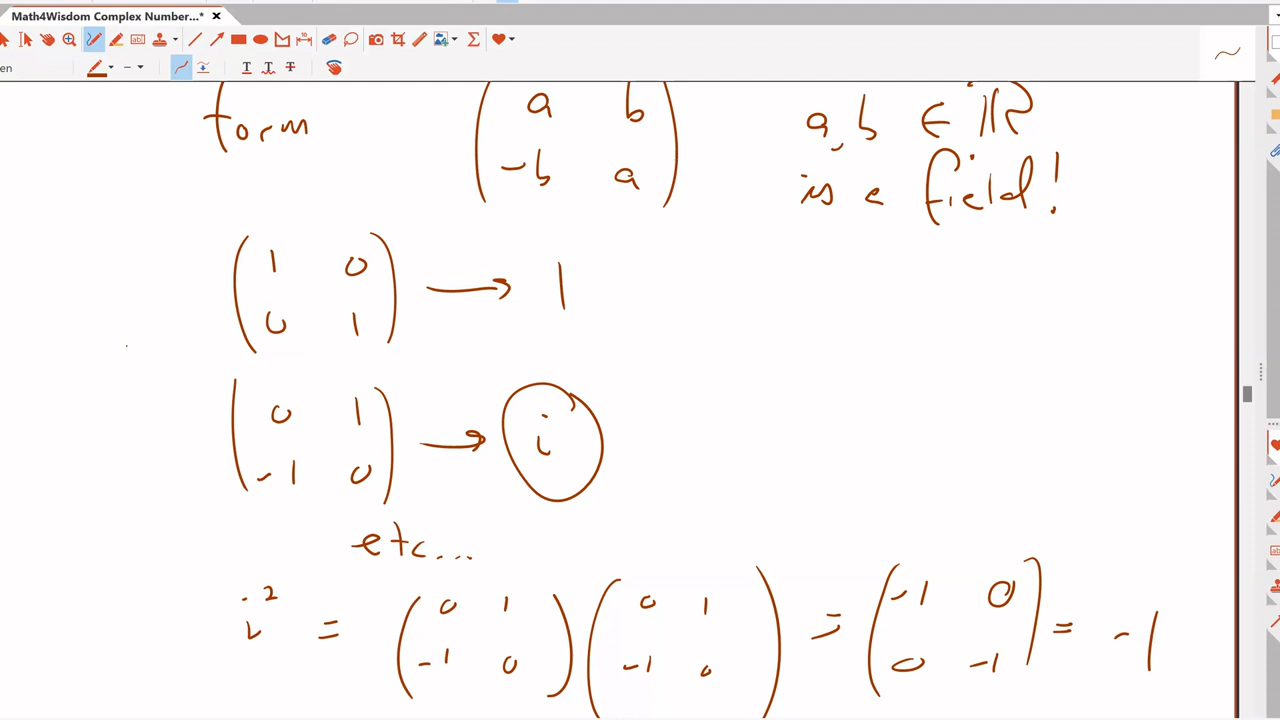 Math4Wisdom Complex Number...*
en
form ( a b ) a, b ∈ ℝ
( -b a ) is a field!
( 1 0 ) → 1
( 0 1 )
( 0 1 ) → i
( -1 0 )
etc...
i² = ( 0 1 ) ( 0 1 ) = ( -1 0 ) = -1
( -1 0 ) ( -1 0 ) ( 0 -1 )